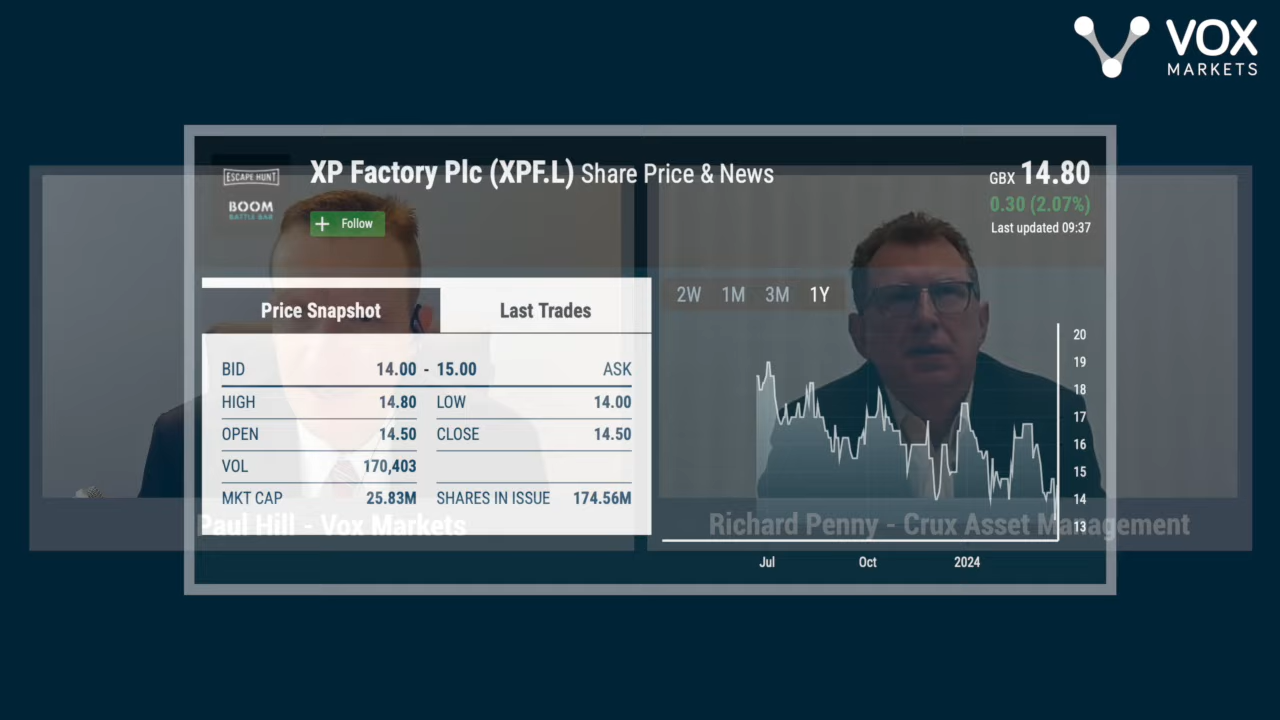 VOX
MARKETS
ESCAPE HUNT
BOOM
BATTLE BAR
XP Factory Plc (XPF.L) Share Price & News
+ Follow
GBX 14.80
0.30 (2.07%)
Last updated 09:37
Price Snapshot
Last Trades
BID 14.00 - 15.00 ASK
HIGH 14.80 LOW 14.00
OPEN 14.50 CLOSE 14.50
VOL 170,403
MKT CAP 25.83M SHARES IN ISSUE 174.56M
2W 1M 3M 1Y
20
19
18
17
16
15
14
13
Jul Oct 2024
Paul Hill - Vox Markets
Richard Penny - Crux Asset Management